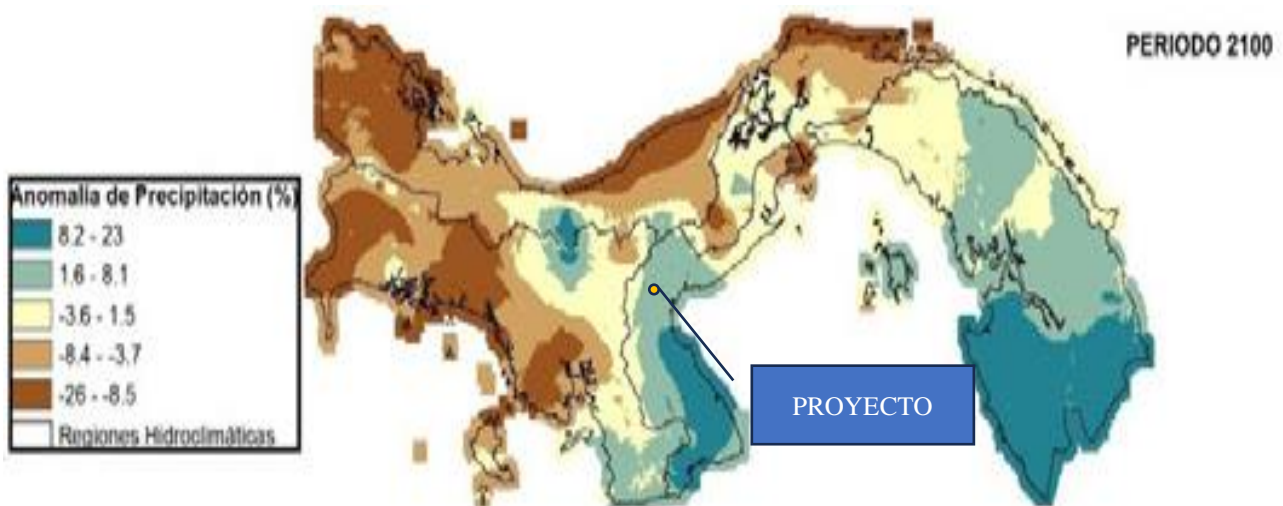 PERIODO 2100
Anomalia de Precipitación (%)
8.2 - 23
1.6 - 8.1
-3.6 - 1.5
-8.4 - -3.7
-26 - -8.5
Regiones Hidroclimáticas
PROYECTO